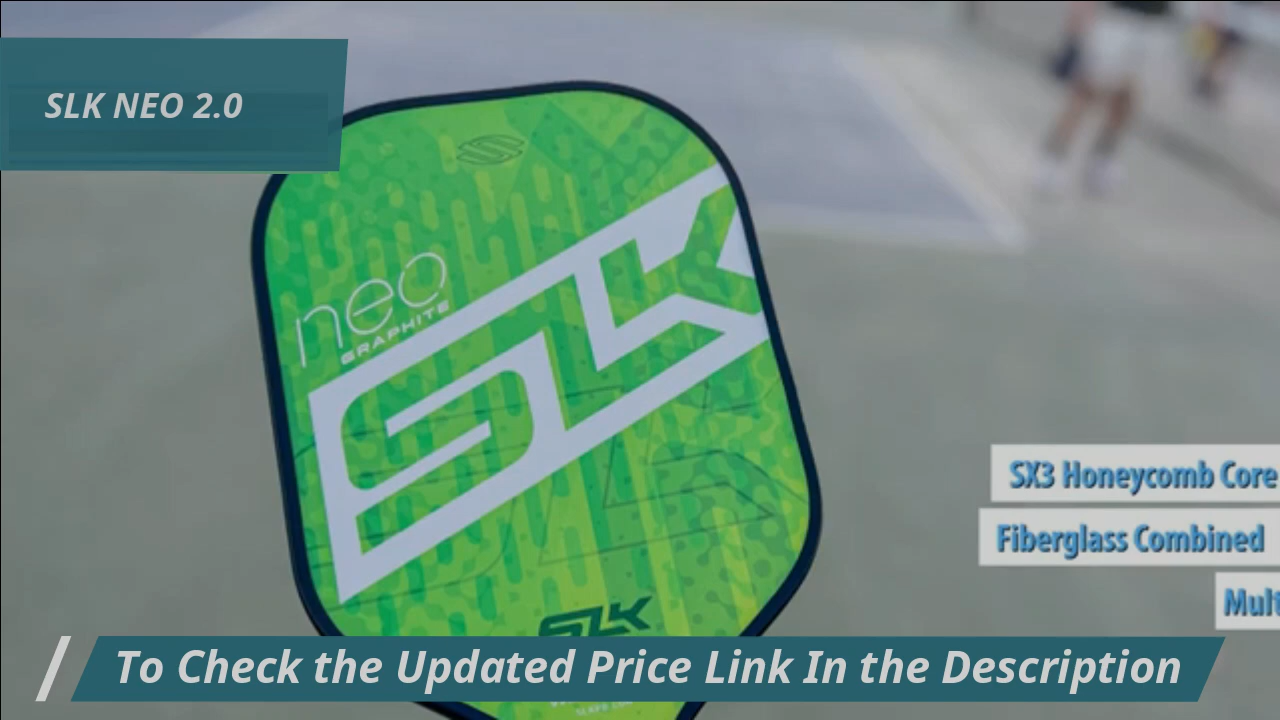 SLK NEO 2.0
neo
GRAPHITE
SLK
SX3 Honeycomb Core
Fiberglass Combined
SLK
To Check the Updated Price Link In the Description